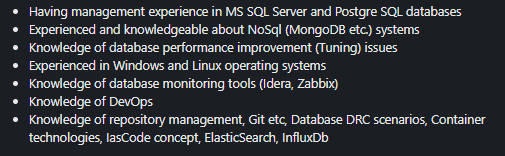 • Having management experience in MS SQL Server and Postgre SQL databases
• Experienced and knowledgeable about NoSql (MongoDB etc.) systems
• Knowledge of database performance improvement (Tuning) issues
• Experienced in Windows and Linux operating systems
• Knowledge of database monitoring tools (Idera, Zabbix)
• Knowledge of DevOps
• Knowledge of repository management, Git etc, Database DRC scenarios, Container
technologies, IasCode concept, ElasticSearch, InfluxDb